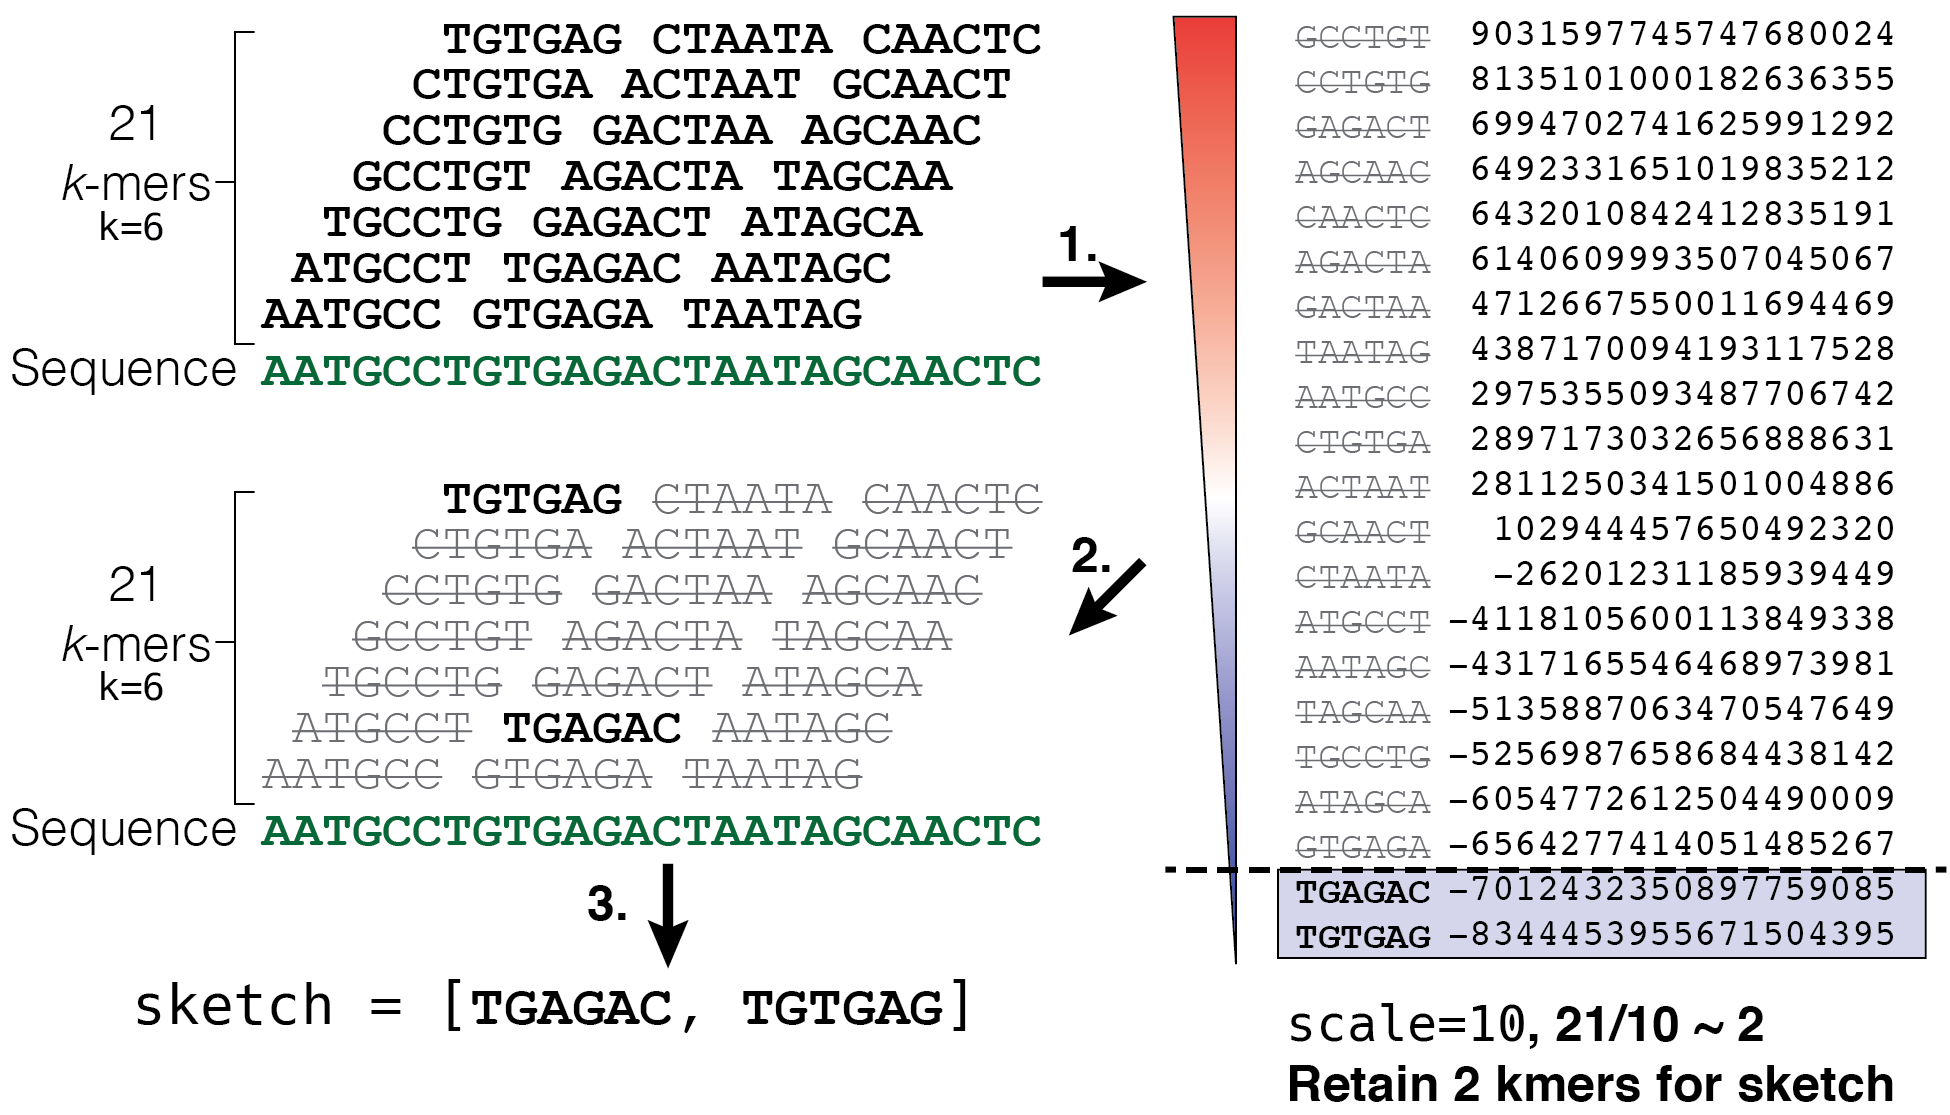 TGTGAG CTAATA CAACTC
CTGTGA ACTAAT GCAACT
CCTGTG GACTAA AGCAAC
GCCTGT AGACTA TAGCAA
TGCCTG GAGACT ATAGCA
ATGCCT TGAGAC AATAGC
AATGCC GTGAGA TAATAG
21
k-mers
k=6
Sequence AATGCCTGTGAGACTAATAGCAACTC
1.
GCCTGT 9031597745747680024
CCTGTG 8135101000182636355
GAGACT 6994702741625991292
AGCAAC 6492331651019835212
CAACTC 6432010842412835191
AGACTA 6140609993507045067
GACTAA 4712667550011694469
TAATAG 4387170094193117528
AATGCC 2975355093487706742
CTGTGA 2897173032656888631
ACTAAT 2811250341501004886
GCAACT 102944457650492320
CTAATA -26201231185939449
ATGCCT -4118105600113849338
AATAGC -4317165546468973981
TAGCAA -5135887063470547649
TGCCTG -5256987658684438142
ATAGCA -6054772612504490009
GTGAGA -6564277414051485267
TGAGAC -7012432350897759085
TGTGAG -8344453955671504395
scale=10, 21/10 ~ 2
Retain 2 kmers for sketch
2.
TGTGAG CTAATA CAACTC
CTGTGA ACTAAT GCAACT
CCTGTG GACTAA AGCAAC
GCCTGT AGACTA TAGCAA
TGCCTG GAGACT ATAGCA
ATGCCT TGAGAC AATAGC
AATGCC GTGAGA TAATAG
21
k-mers
k=6
Sequence AATGCCTGTGAGACTAATAGCAACTC
3.
sketch = [TGAGAC, TGTGAG]